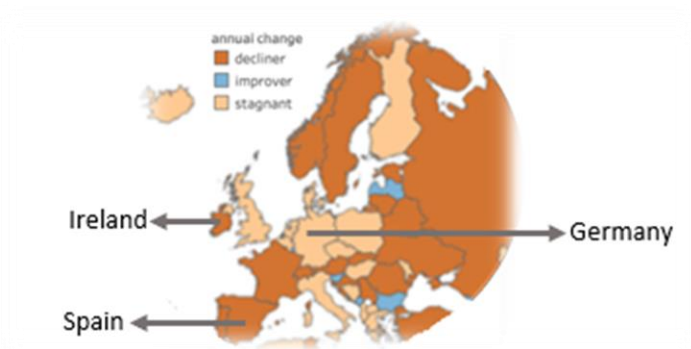 annual change
decliner
improver
stagnant
Ireland
Germany
Spain